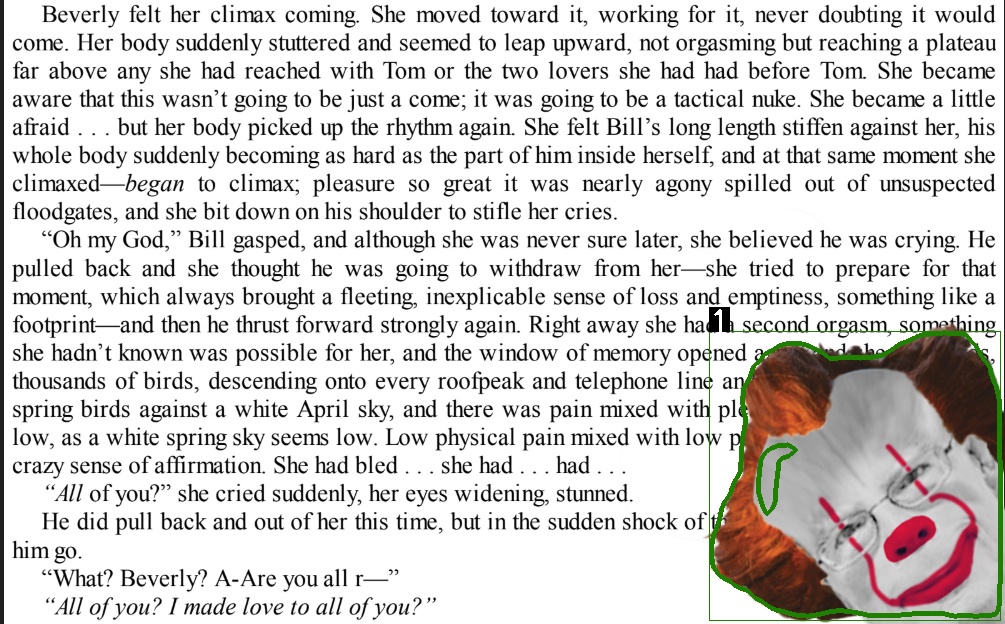 Beverly felt her climax coming. She moved toward it, working for it, never doubting it would
come. Her body suddenly stuttered and seemed to leap upward, not orgasming but reaching a plateau
far above any she had reached with Tom or the two lovers she had had before Tom. She became
aware that this wasn’t going to be just a come; it was going to be a tactical nuke. She became a little
afraid . . . but her body picked up the rhythm again. She felt Bill’s long length stiffen against her, his
whole body suddenly becoming as hard as the part of him inside herself, and at that same moment she
climaxed—began to climax; pleasure so great it was nearly agony spilled out of unsuspected
floodgates, and she bit down on his shoulder to stifle her cries.
“Oh my God,” Bill gasped, and although she was never sure later, she believed he was crying. He
pulled back and she thought he was going to withdraw from her—she tried to prepare for that
moment, which always brought a fleeting, inexplicable sense of loss and emptiness, something like a
footprint—and then he thrust forward strongly again. Right away she had 1 second orgasm, something
she hadn’t known was possible for her, and the window of memory opened
thousands of birds, descending onto every roofpeak and telephone line
spring birds against a white April sky, and there was pain mixed with
low, as a white spring sky seems low. Low physical pain mixed with low
crazy sense of affirmation. She had bled . . . she had . . . had . . .
“All of you?” she cried suddenly, her eyes widening, stunned.
He did pull back and out of her this time, but in the sudden shock of
him go.
“What? Beverly? A-Are you all r—”
“All of you? I made love to all of you?”